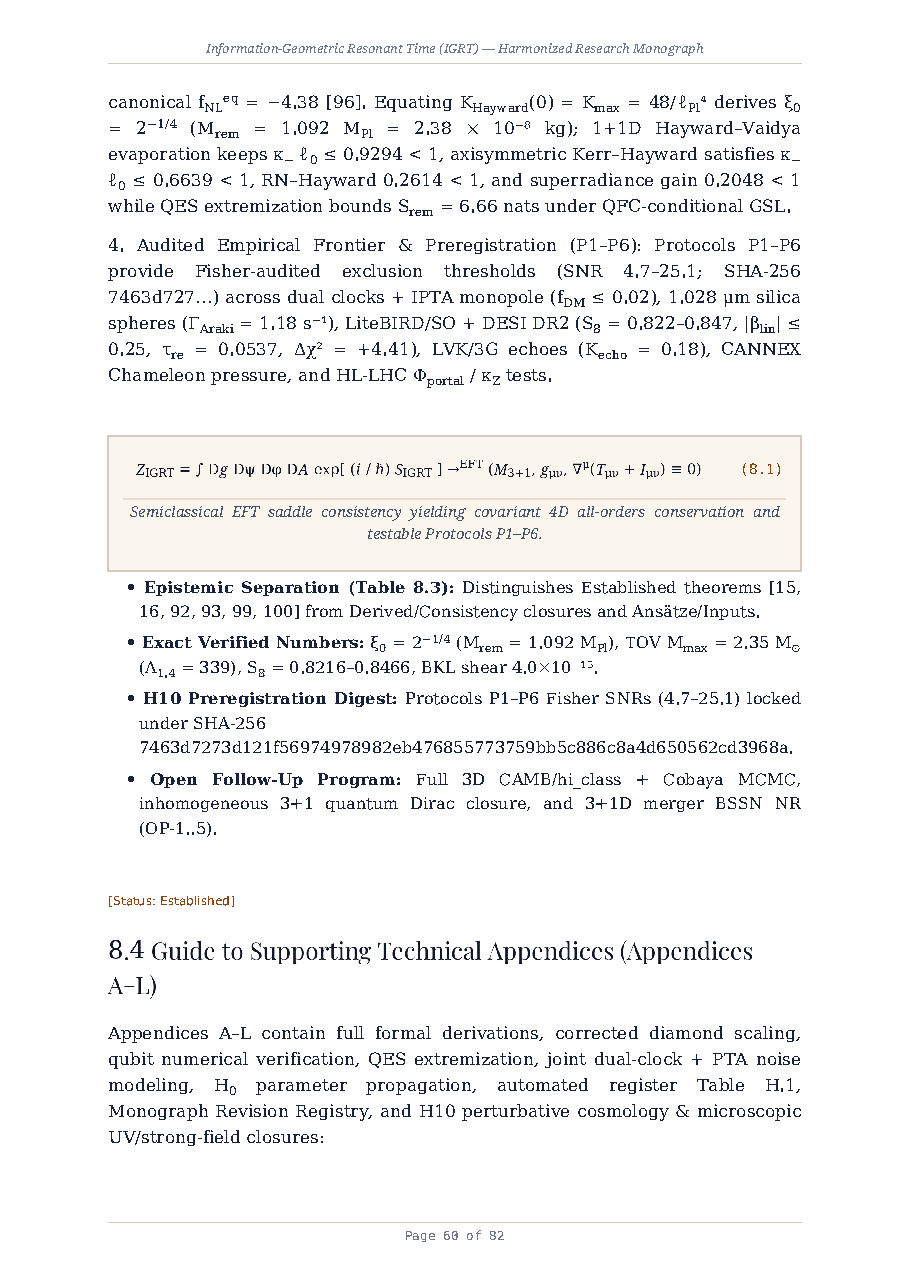 Information-Geometric Resonant Time (IGRT) — Harmonized Research Monograph
canonical f_NL^eq = −4.38 [96]. Equating K_Hayward(0) = K_max = 48/ℓ_Pl⁴ derives ξ₀
= 2^−1/4 (M_rem = 1.092 M_Pl = 2.38 × 10⁻⁸ kg); 1+1D Hayward–Vaidya
evaporation keeps κ_ ℓ₀ ≤ 0.9294 < 1, axisymmetric Kerr–Hayward satisfies κ_
ℓ₀ ≤ 0.6639 < 1, RN–Hayward 0.2614 < 1, and superradiance gain 0.2048 < 1
while QES extremization bounds S_rem = 6.66 nats under QFC-conditional GSL.
4. Audited Empirical Frontier & Preregistration (P1–P6): Protocols P1–P6
provide Fisher-audited exclusion thresholds (SNR 4.7–25.1; SHA-256
7463d727...) across dual clocks + IPTA monopole (f_DM ≤ 0.02), 1.028 μm silica
spheres (Γ_Araki = 1.18 s⁻¹), LiteBIRD/SO + DESI DR2 (S₈ = 0.822–0.847, |β_lin| ≤
0.25, τ_re = 0.0537, Δχ² = +4.41), LVK/3G echoes (K_echo = 0.18), CANNEX
Chameleon pressure, and HL-LHC Φ_portal / κ_Z tests.
Z_IGRT = ∫ Dg Dψ Dφ DA exp[ (i / ħ) S_IGRT ] →^EFT (M_3+1, g_μν, ∇^μ(T_μν + I_μν) ≡ 0) (8.1)
Semiclassical EFT saddle consistency yielding covariant 4D all-orders conservation and
testable Protocols P1–P6.
• Epistemic Separation (Table 8.3): Distinguishes Established theorems [15,
16, 92, 93, 99, 100] from Derived/Consistency closures and Ansätze/Inputs.
• Exact Verified Numbers: ξ₀ = 2^−1/4 (M_rem = 1.092 M_Pl), TOV M_max = 2.35 M_⊙
(Λ_1.4 = 339), S₈ = 0.8216–0.8466, BKL shear 4.0×10⁻¹⁵.
• H10 Preregistration Digest: Protocols P1–P6 Fisher SNRs (4.7–25.1) locked
under SHA-256
7463d7273d121f56974978982eb476855773759bb5c886c8a4d650562cd3968a.
• Open Follow-Up Program: Full 3D CAMB/hi_class + Cobaya MCMC,
inhomogeneous 3+1 quantum Dirac closure, and 3+1D merger BSSN NR
(OP-1..5).
[Status: Established]
8.4 Guide to Supporting Technical Appendices (Appendices
A–L)
Appendices A–L contain full formal derivations, corrected diamond scaling,
qubit numerical verification, QES extremization, joint dual-clock + PTA noise
modeling, H₀ parameter propagation, automated register Table H.1,
Monograph Revision Registry, and H10 perturbative cosmology & microscopic
UV/strong-field closures:
Page 60 of 82